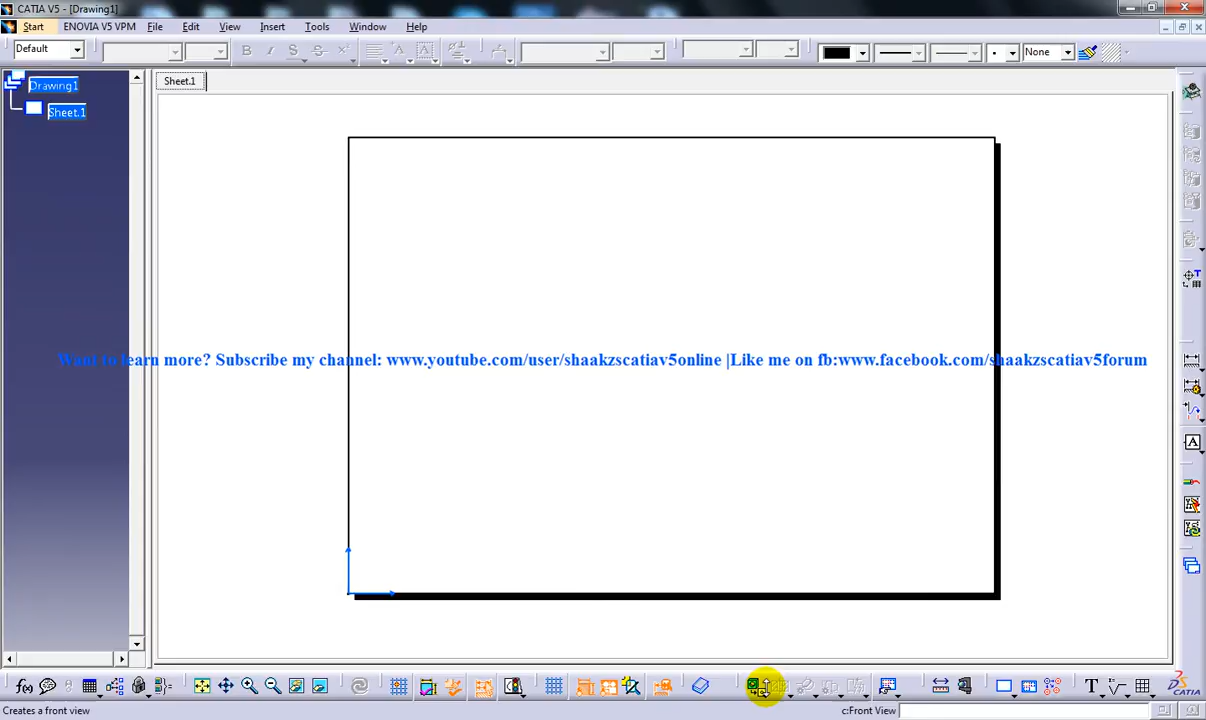 CATIA V5 - [Drawing1]
Start ENOVIA V5 VPM File Edit View Insert Tools Window Help
Default
None
Drawing1
Sheet.1
Sheet.1
Want to learn more? Subscribe my channel: www.youtube.com/user/shaakzscatiav5online |Like me on fb:www.facebook.com/shaakzscatiav5forum
CATIA
Creates a front view
c:Front View